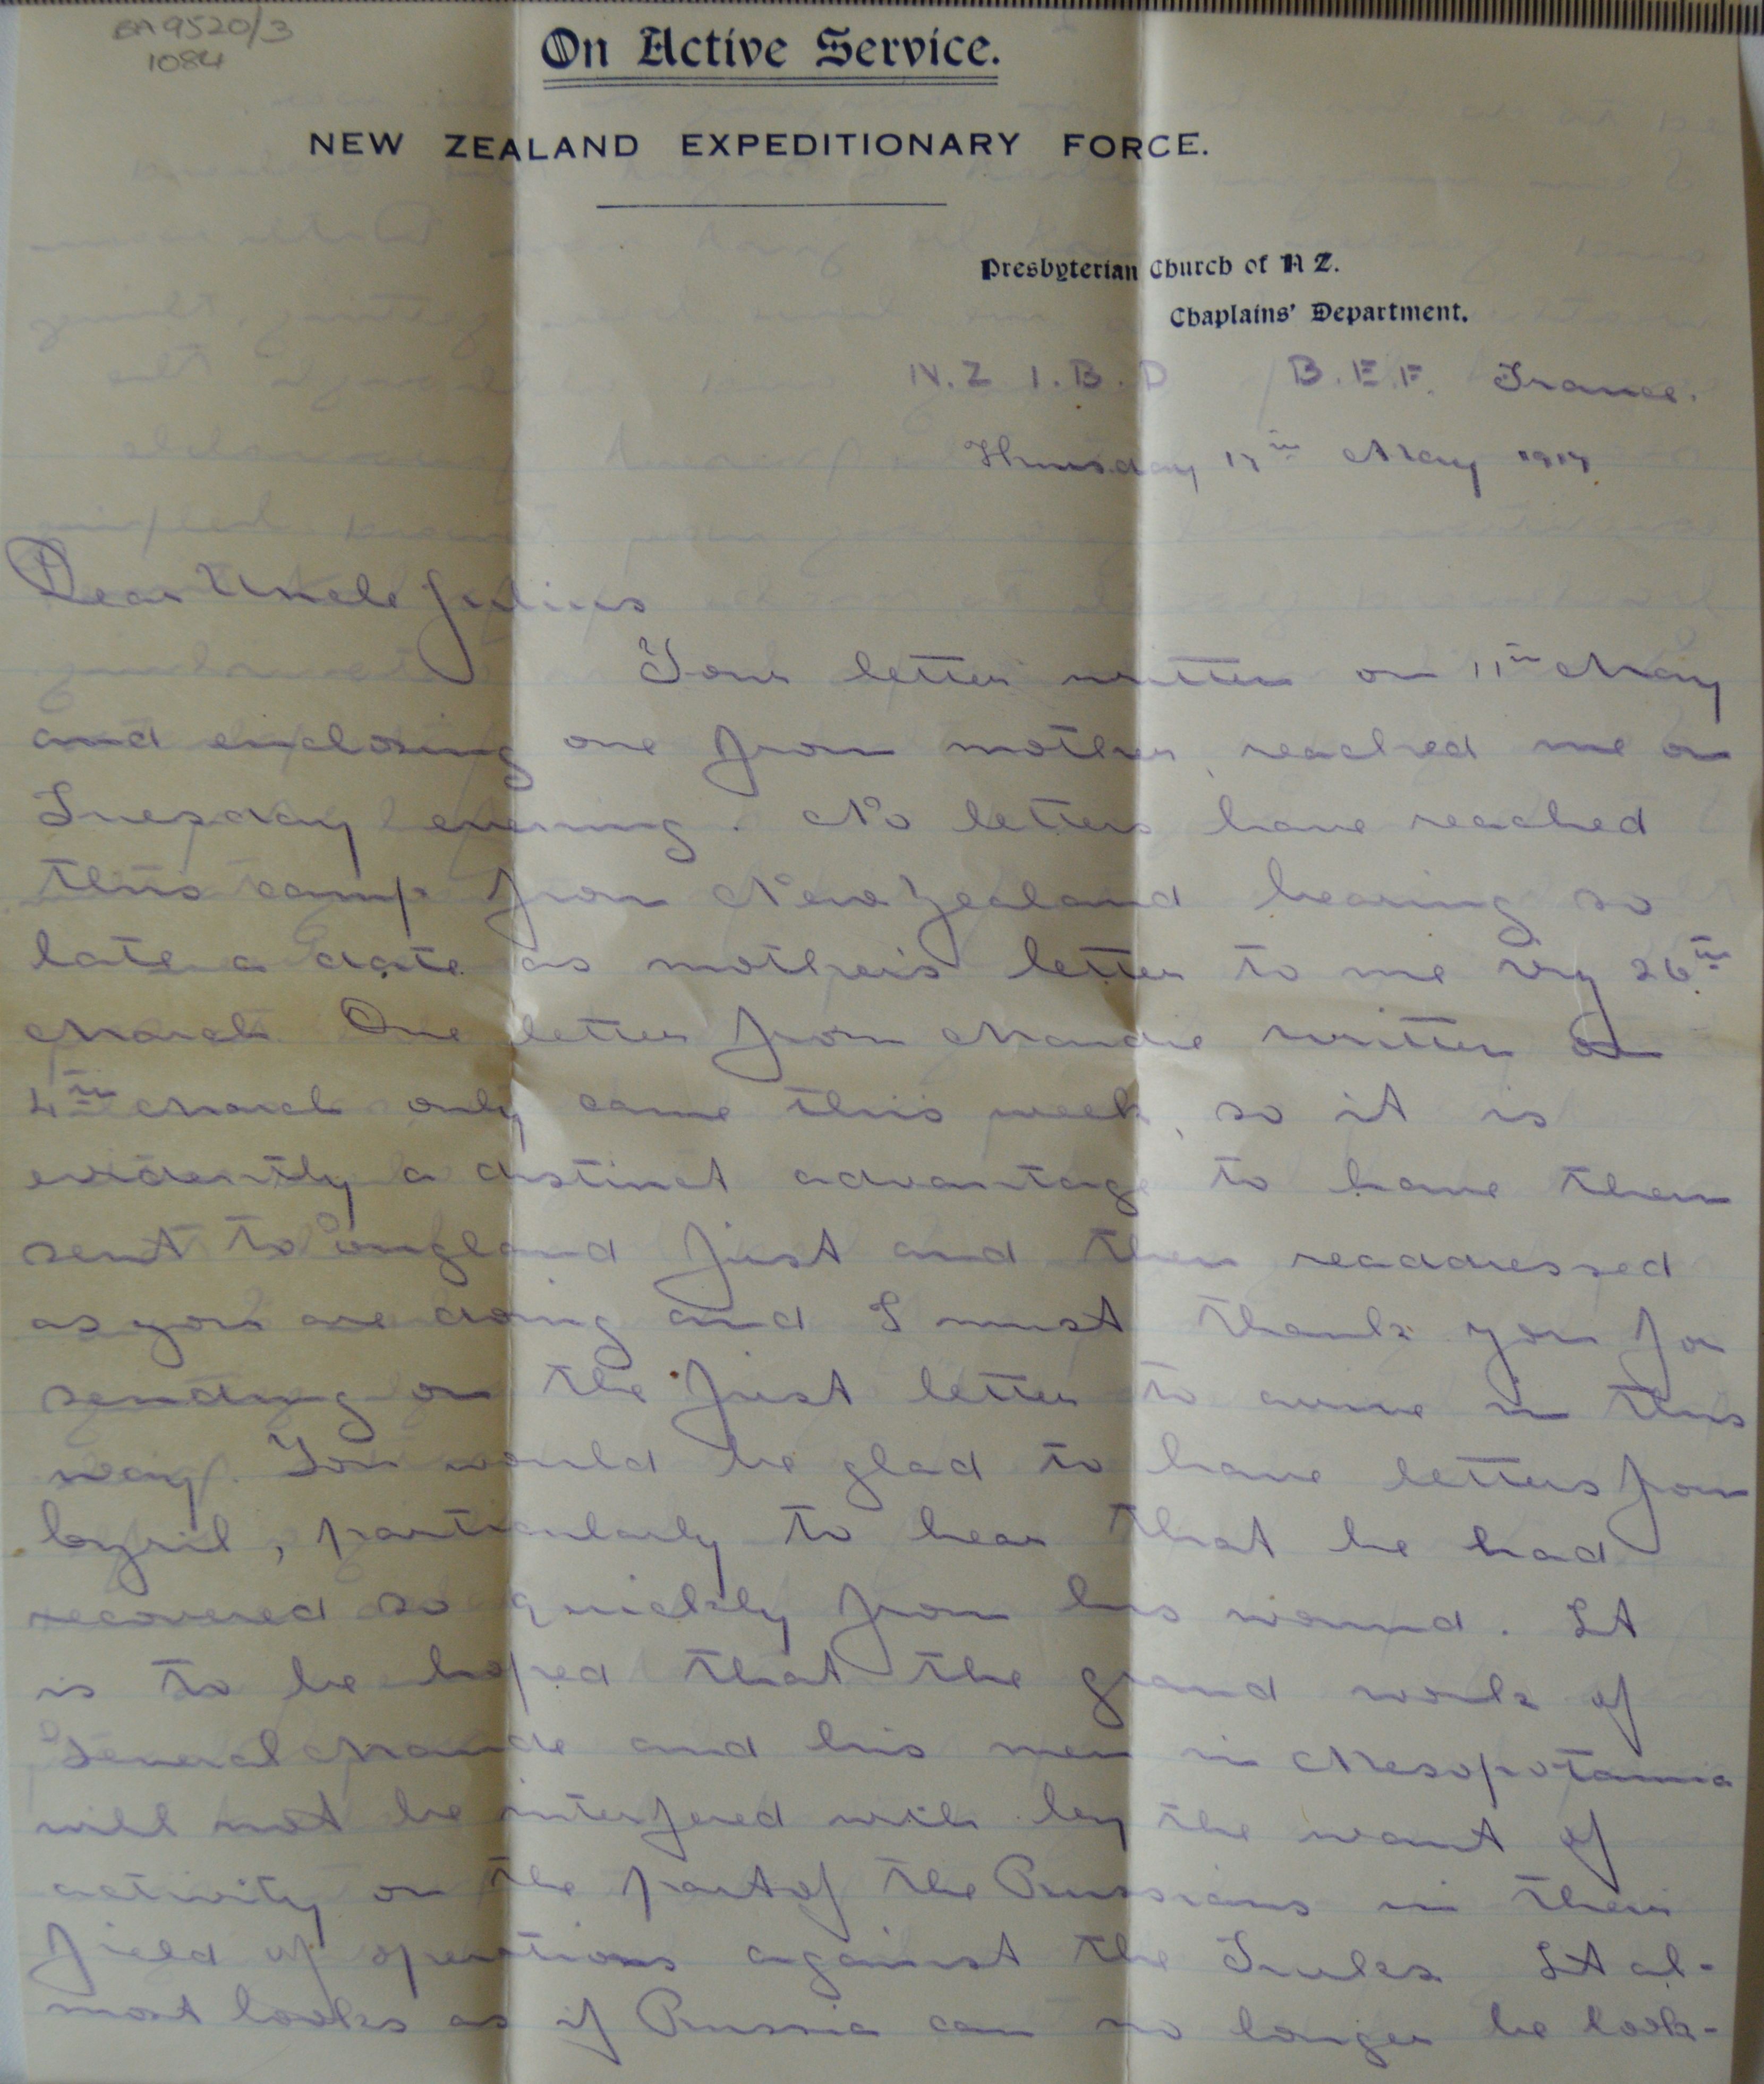 BA 9520/3
1084
On Active Service.
NEW ZEALAND EXPEDITIONARY FORCE.
Presbyterian Church of N Z.
Chaplains' Department.
N.Z I.B.D B.E.F. France.
Thursday 17th May 1917
Dear Uncle Julius
Your letter written on 11th May
and enclosing one from mother, reached me on
Tuesday evening. No letters have reached
this camp from New Zealand bearing so
late a date as mother's letter to me viz 26th
March. One letter from Maudie written on
4th March only came this week, so it is
evidently a distinct advantage to have them
sent to England first and then readdressed
as you are doing and I must thank you for
sending on the first letter to arrive in this
way. You would be glad to have letters from
Cyril, particularly to hear that he had
recovered so quickly from his wound. It
is to be hoped that the grand work of
General Maude and his men in Mesopotamia
will not be interfered with by the want of
activity on the part of the Russians in their
field of operations against the Turks It al-
most looks as if Russia can no longer be look-